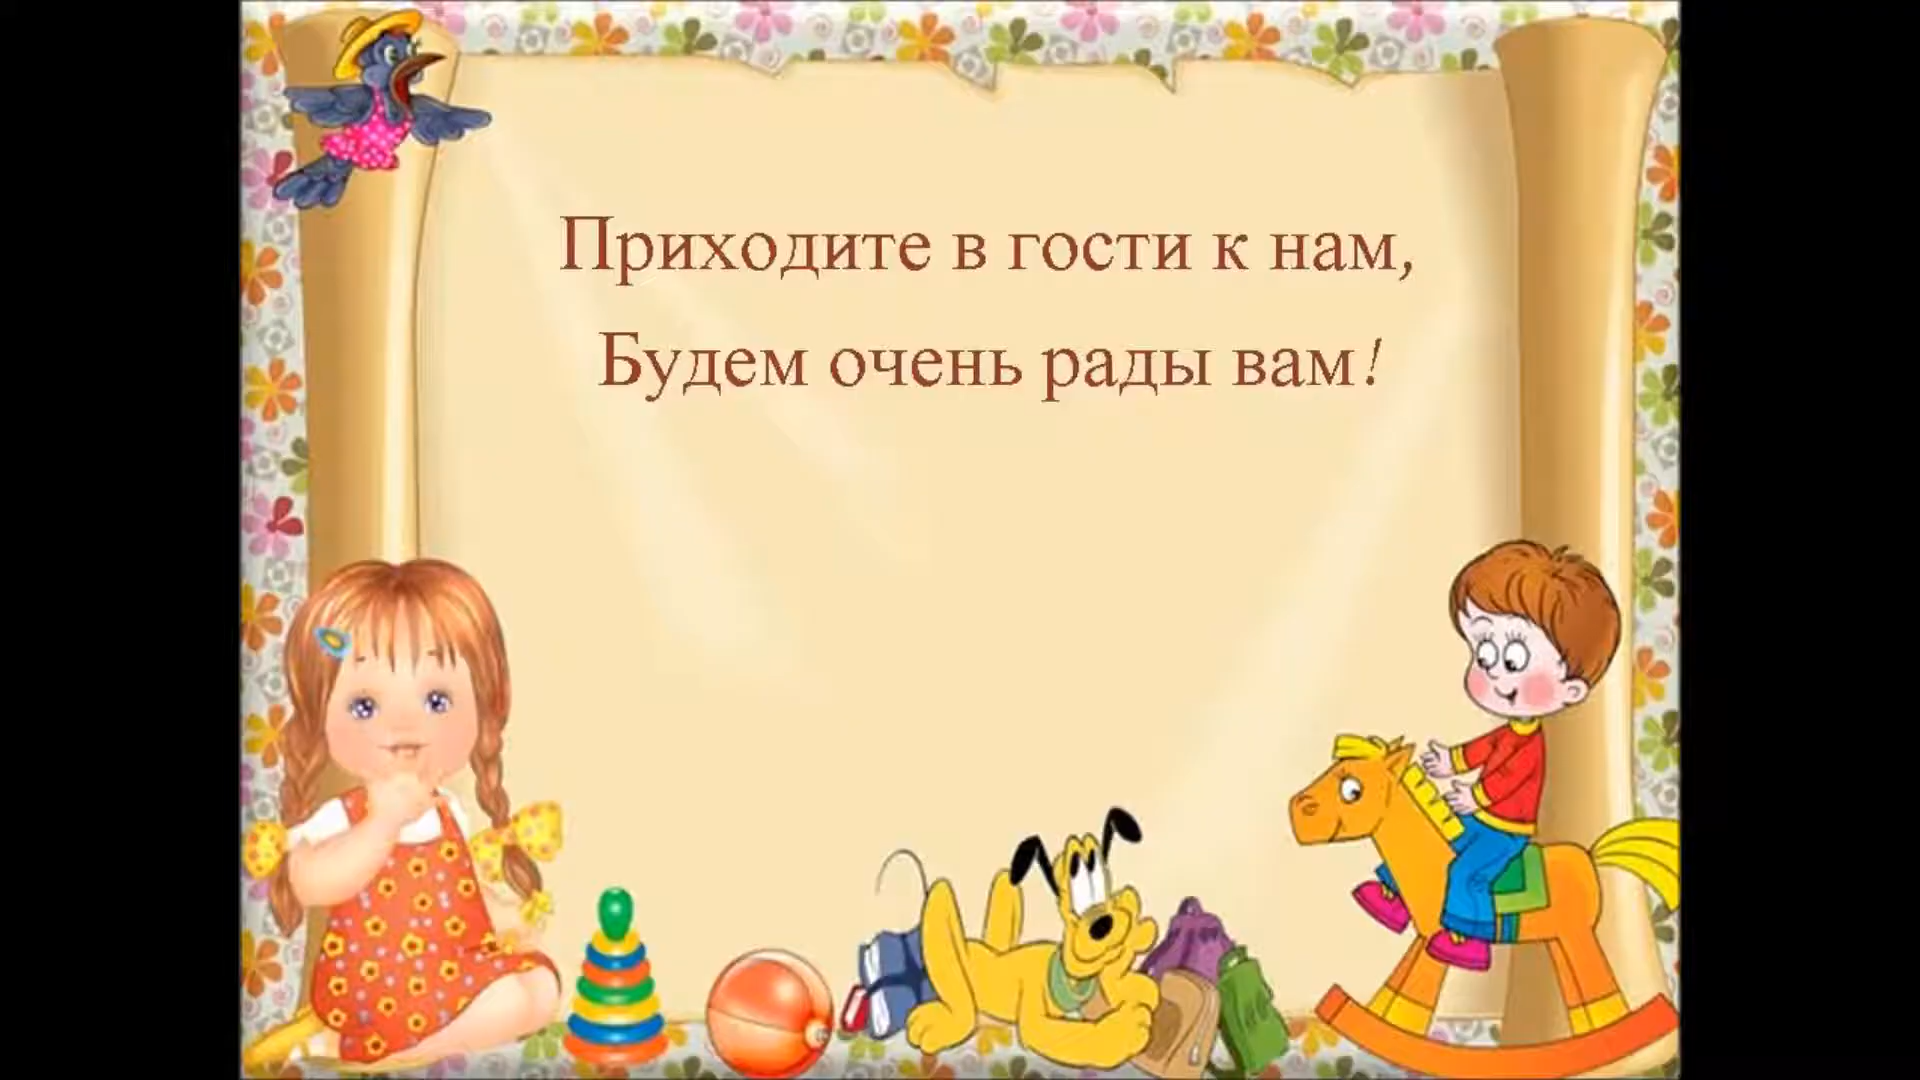 Приходите в гости к нам,
Будем очень рады вам!